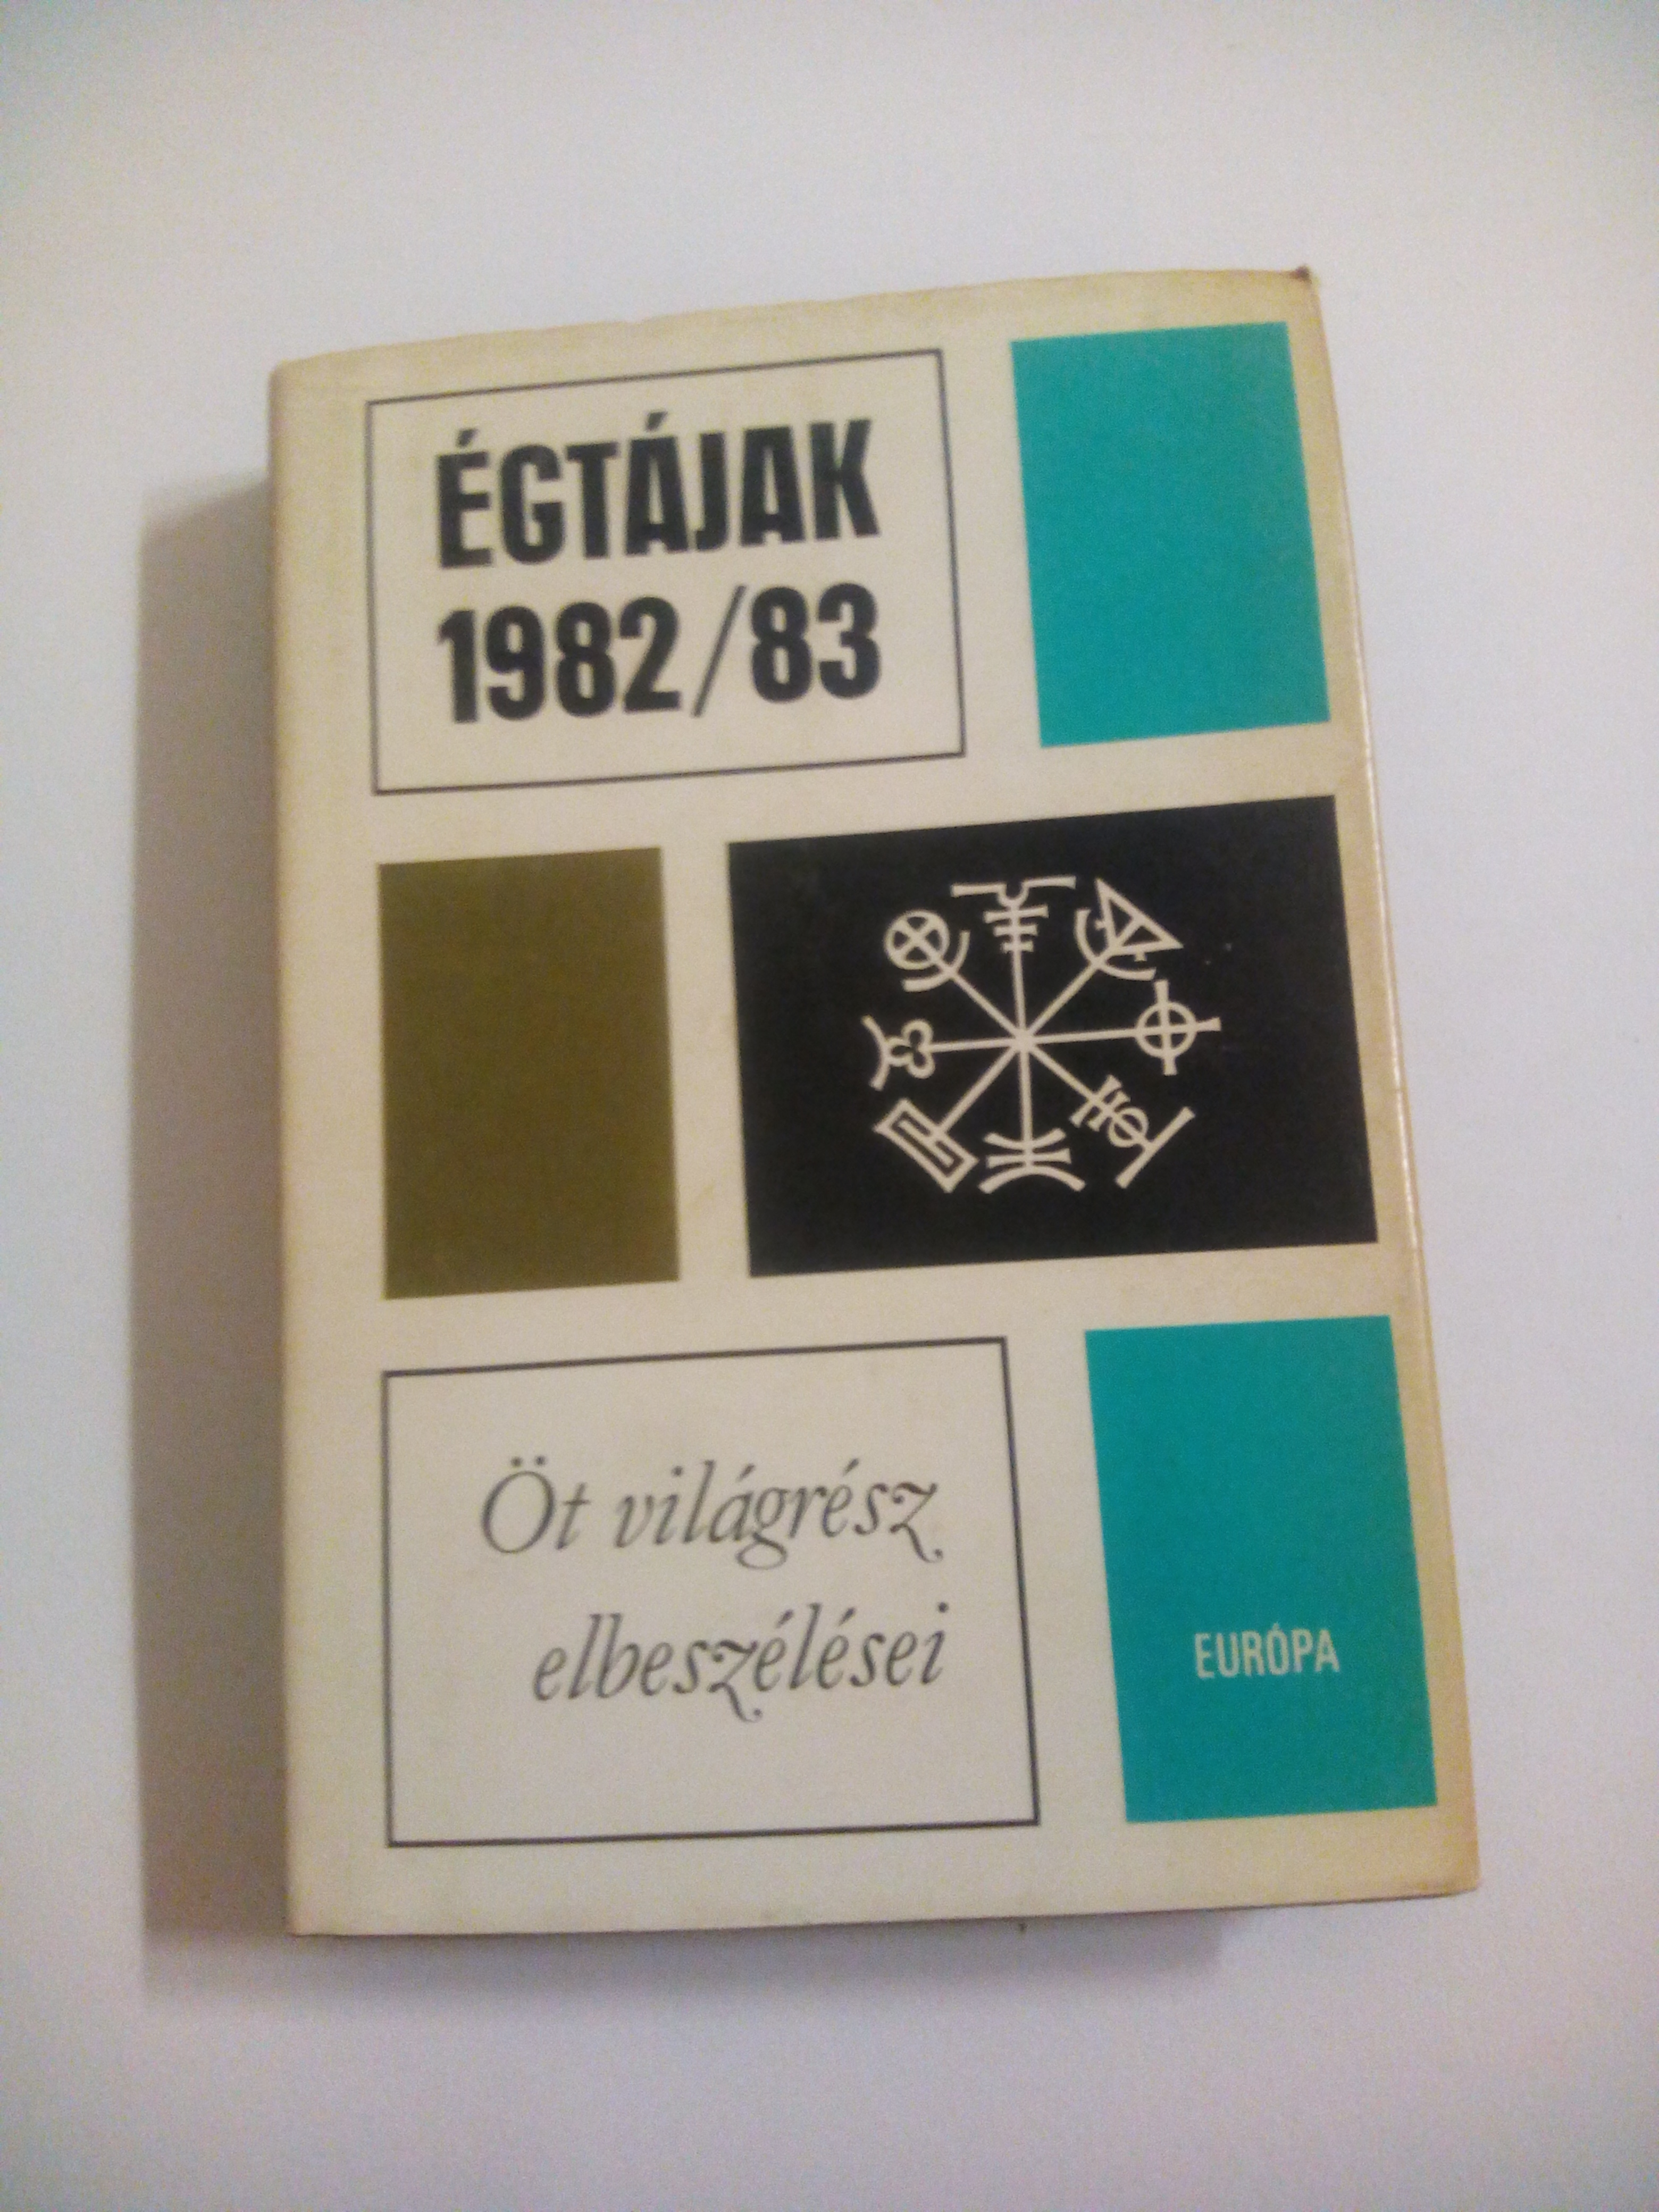 ÉGTÁJAK
1982/83
Öt világrész
elbeszélései
EURÓPA